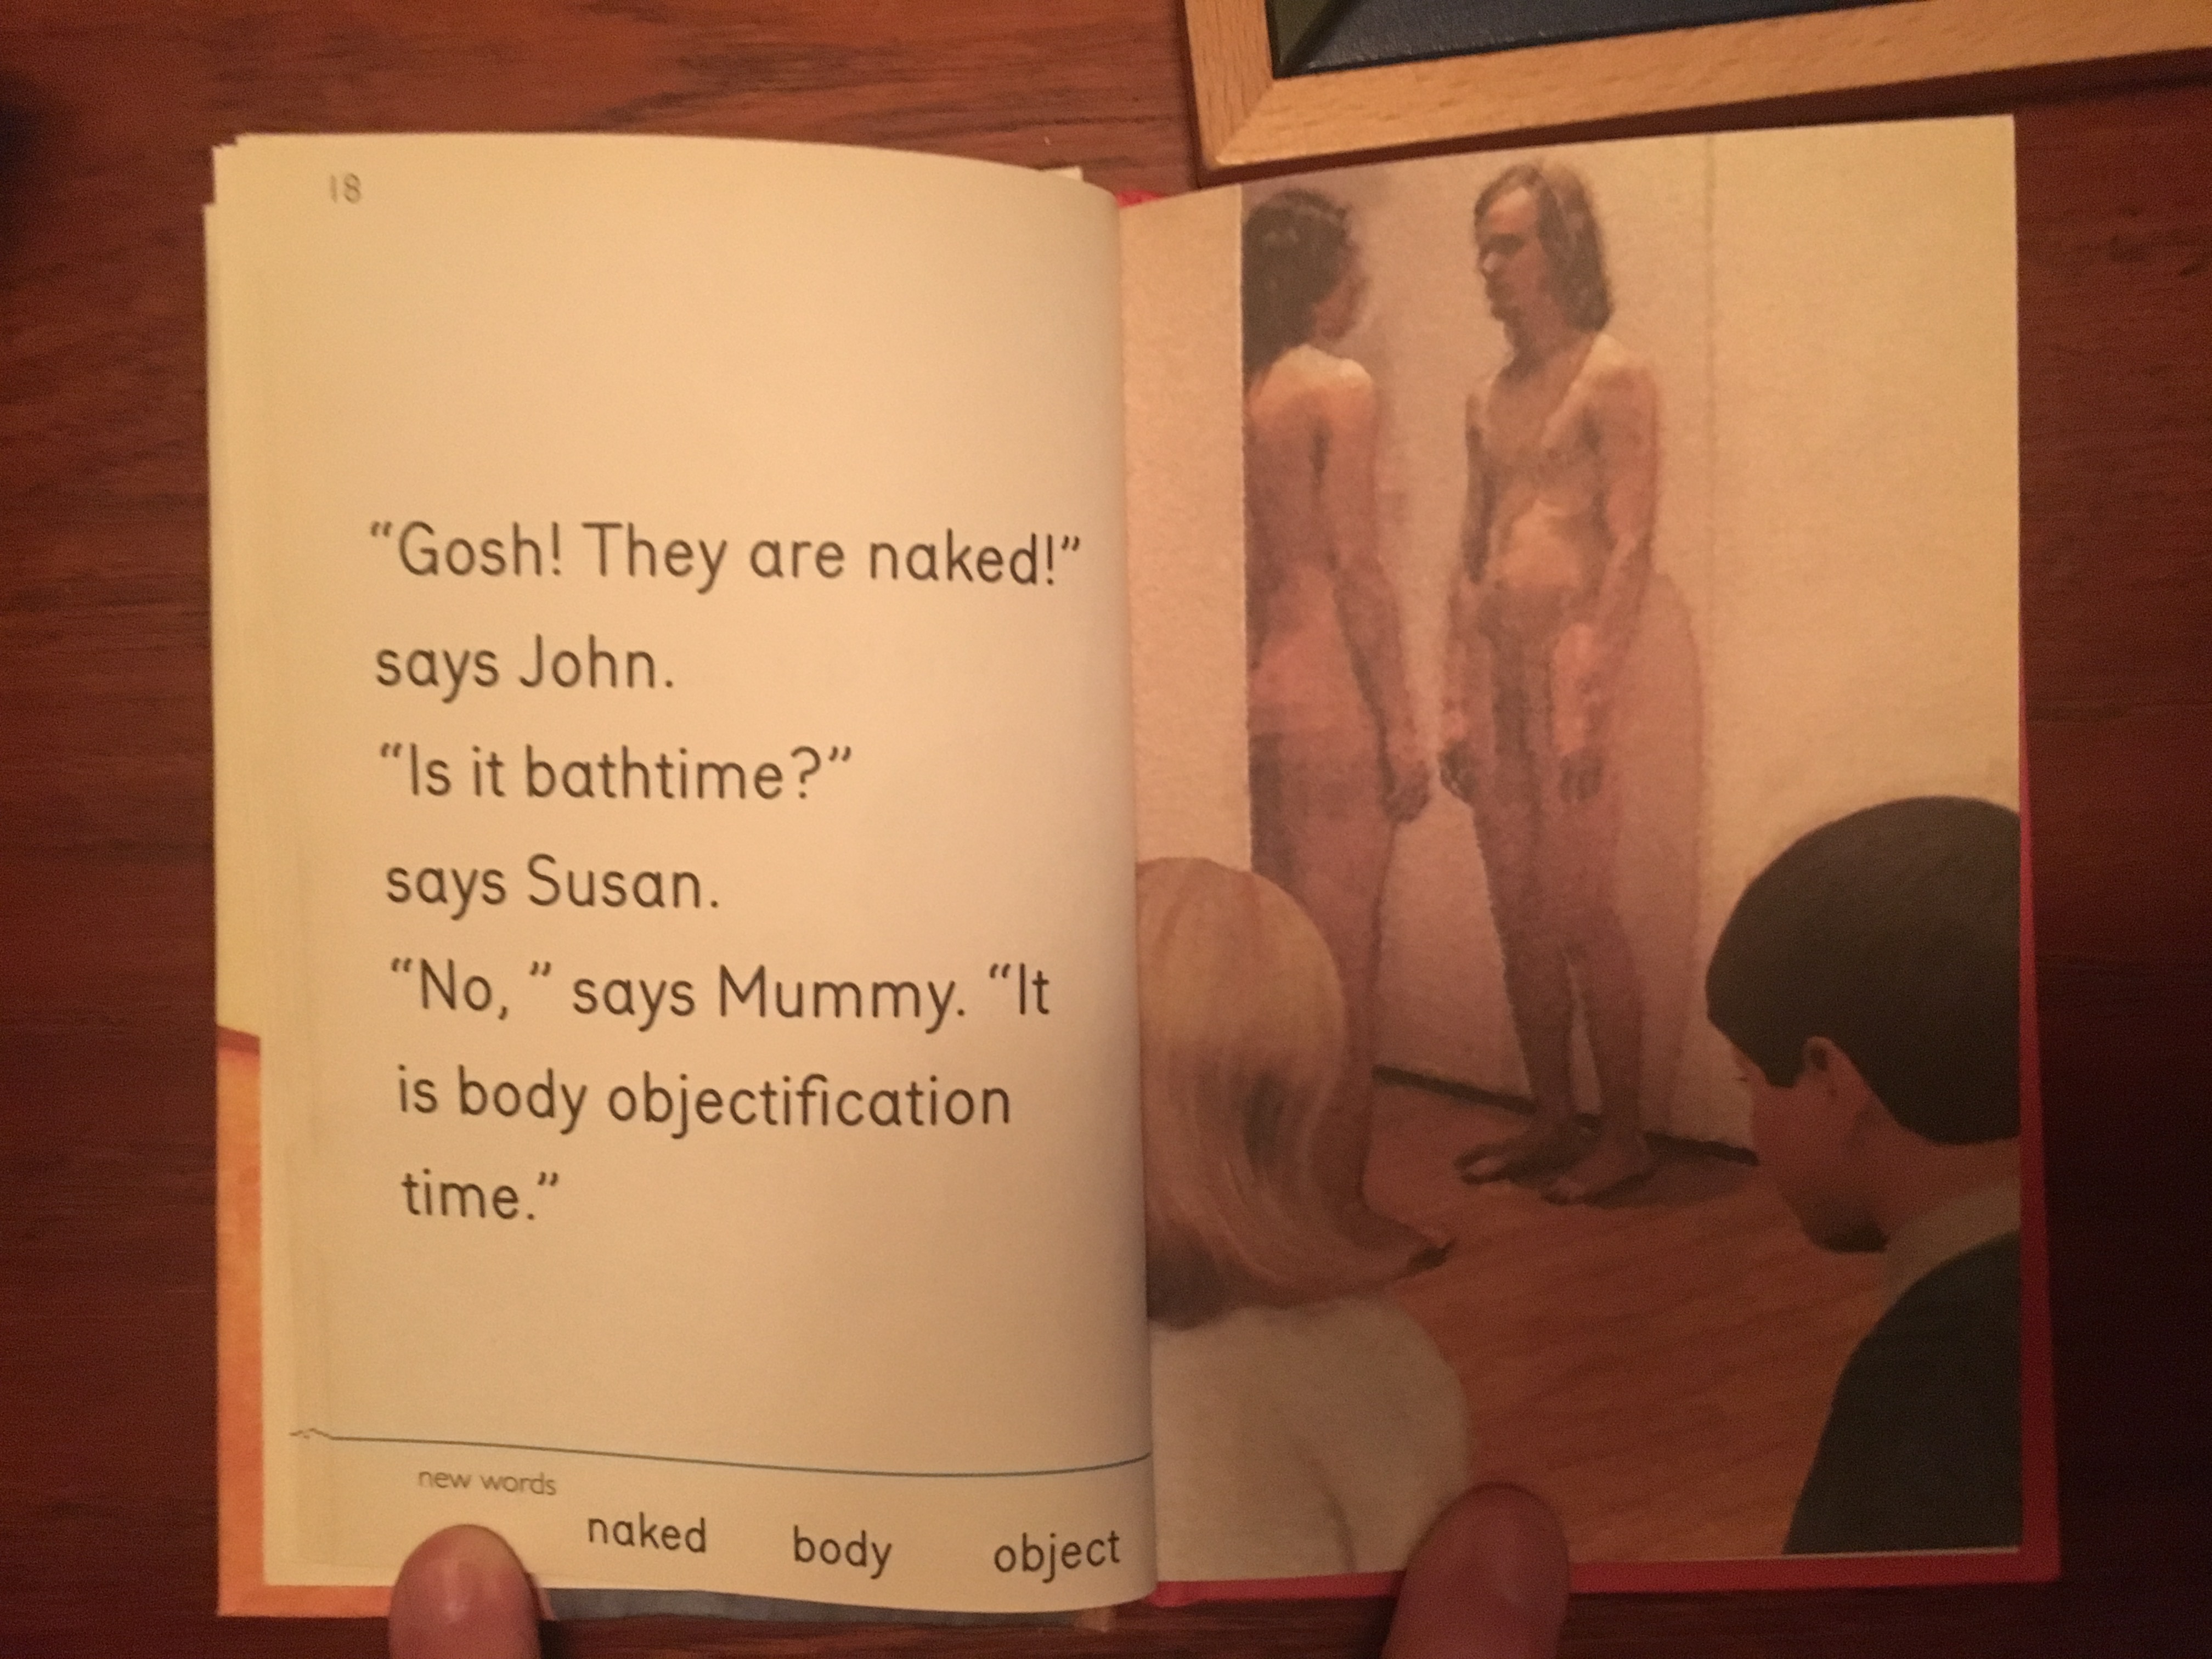 18
"Gosh! They are naked!"
says John.
"Is it bathtime?"
says Susan.
"No," says Mummy. "It
is body objectification
time."
new words
naked body object